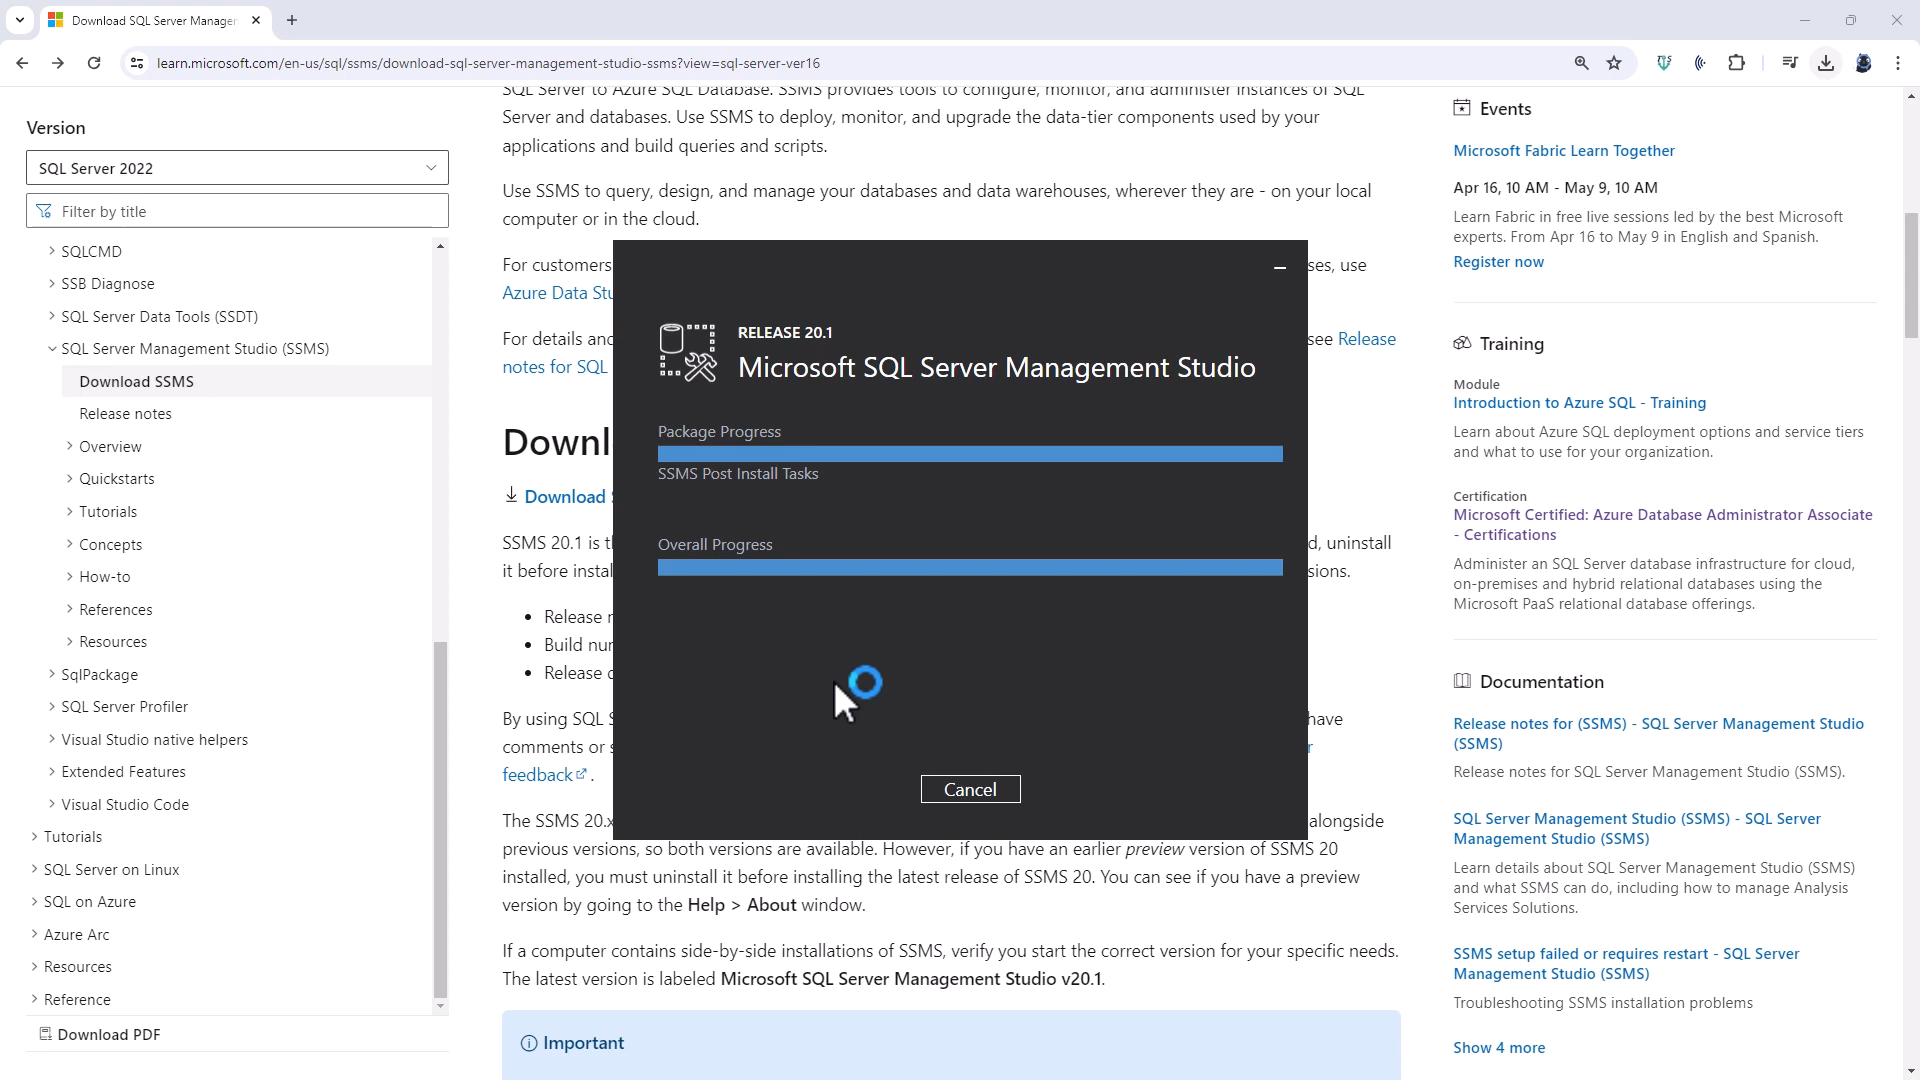 Download SQL Server Manager
learn.microsoft.com/en-us/sql/ssms/download-sql-server-management-studio-ssms?view=sql-server-ver16
Version
SQL Server 2022
Filter by title
SQLCMD
SSB Diagnose
SQL Server Data Tools (SSDT)
SQL Server Management Studio (SSMS)
Download SSMS
Release notes
Overview
Quickstarts
Tutorials
Concepts
How-to
References
Resources
SqlPackage
SQL Server Profiler
Visual Studio native helpers
Extended Features
Visual Studio Code
Tutorials
SQL Server on Linux
SQL on Azure
Azure Arc
Resources
Reference
Download PDF
SQL Server to Azure SQL Database. SSMS provides tools to configure, monitor, and administer instances of SQL
Server and databases. Use SSMS to deploy, monitor, and upgrade the data-tier components used by your
applications and build queries and scripts.
Use SSMS to query, design, and manage your databases and data warehouses, wherever they are - on your local
computer or in the cloud.
For customers ses, use
Azure Data Stu
For details and see Release
notes for SQL
Downl
Download
SSMS 20.1 is th d, uninstall
it before instal sions.
• Release n
• Build nur
• Release d
By using SQL S have
comments or s r
feedback.
The SSMS 20.x alongside
previous versions, so both versions are available. However, if you have an earlier preview version of SSMS 20
installed, you must uninstall it before installing the latest release of SSMS 20. You can see if you have a preview
version by going to the Help > About window.
If a computer contains side-by-side installations of SSMS, verify you start the correct version for your specific needs.
The latest version is labeled Microsoft SQL Server Management Studio v20.1.
Important
RELEASE 20.1
Microsoft SQL Server Management Studio
Package Progress
SSMS Post Install Tasks
Overall Progress
Cancel
Events
Microsoft Fabric Learn Together
Apr 16, 10 AM - May 9, 10 AM
Learn Fabric in free live sessions led by the best Microsoft
experts. From Apr 16 to May 9 in English and Spanish.
Register now
Training
Module
Introduction to Azure SQL - Training
Learn about Azure SQL deployment options and service tiers
and what to use for your organization.
Certification
Microsoft Certified: Azure Database Administrator Associate
- Certifications
Administer an SQL Server database infrastructure for cloud,
on-premises and hybrid relational databases using the
Microsoft PaaS relational database offerings.
Documentation
Release notes for (SSMS) - SQL Server Management Studio
(SSMS)
Release notes for SQL Server Management Studio (SSMS).
SQL Server Management Studio (SSMS) - SQL Server
Management Studio (SSMS)
Learn details about SQL Server Management Studio (SSMS)
and what SSMS can do, including how to manage Analysis
Services Solutions.
SSMS setup failed or requires restart - SQL Server
Management Studio (SSMS)
Troubleshooting SSMS installation problems
Show 4 more